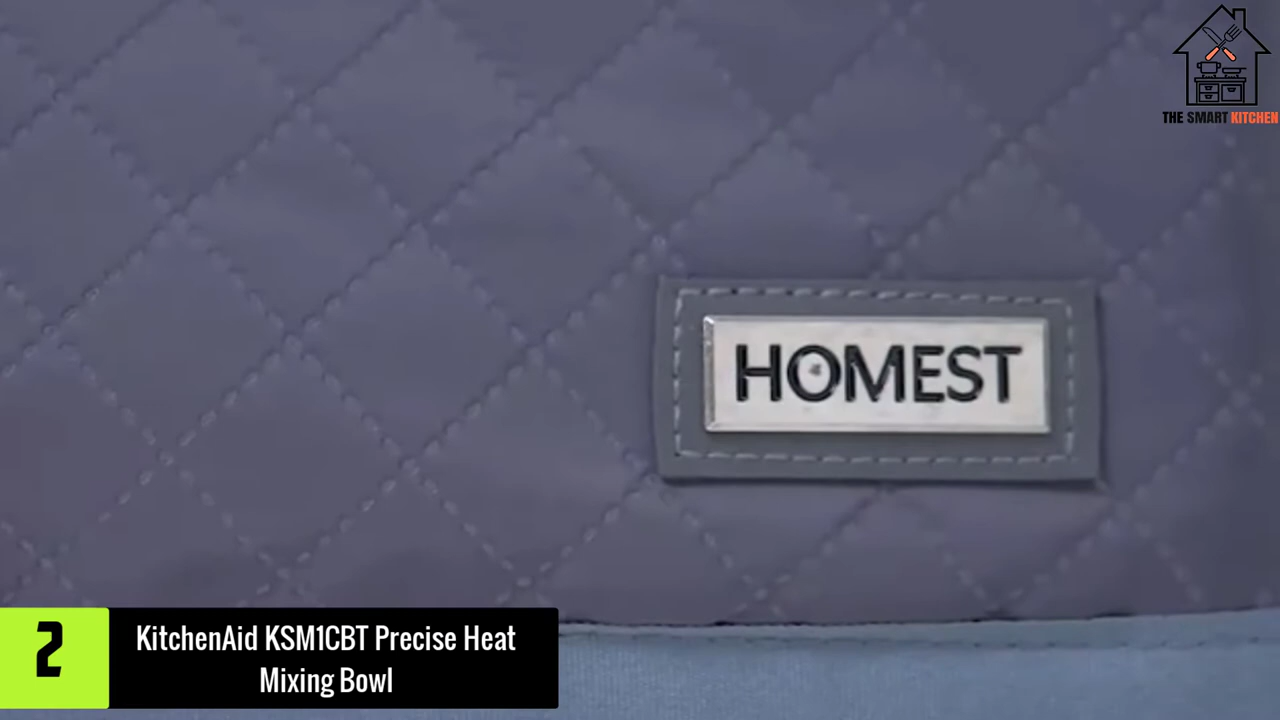 THE SMART KITCHEN
HOMEST
2
KitchenAid KSM1CBT Precise Heat
Mixing Bowl